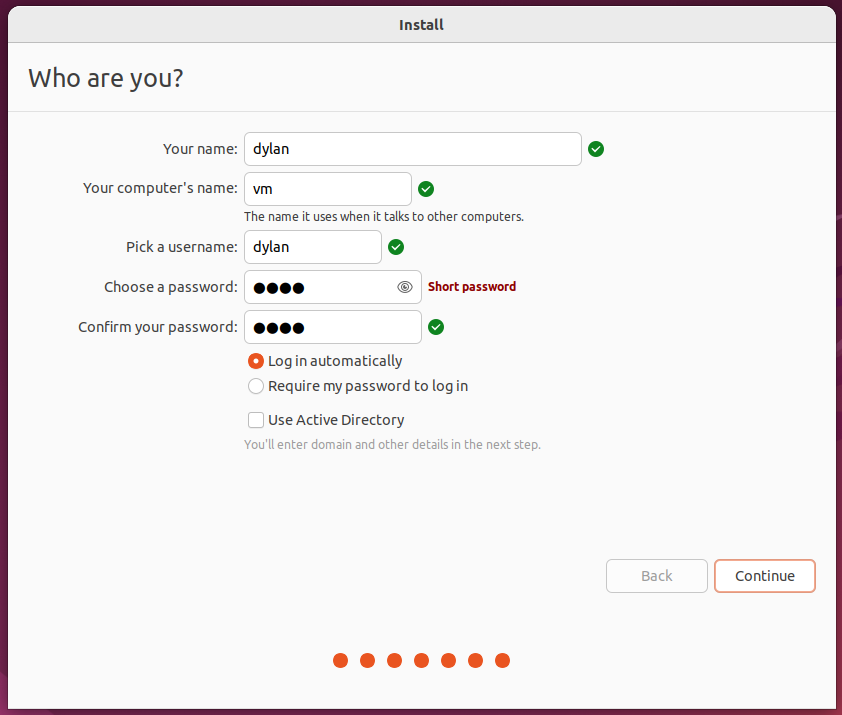 Install
Who are you?
Your name: dylan
Your computer's name: vm
The name it uses when it talks to other computers.
Pick a username: dylan
Choose a password: ●●●● Short password
Confirm your password: ●●●●
Log in automatically
Require my password to log in
Use Active Directory
You'll enter domain and other details in the next step.
Back Continue